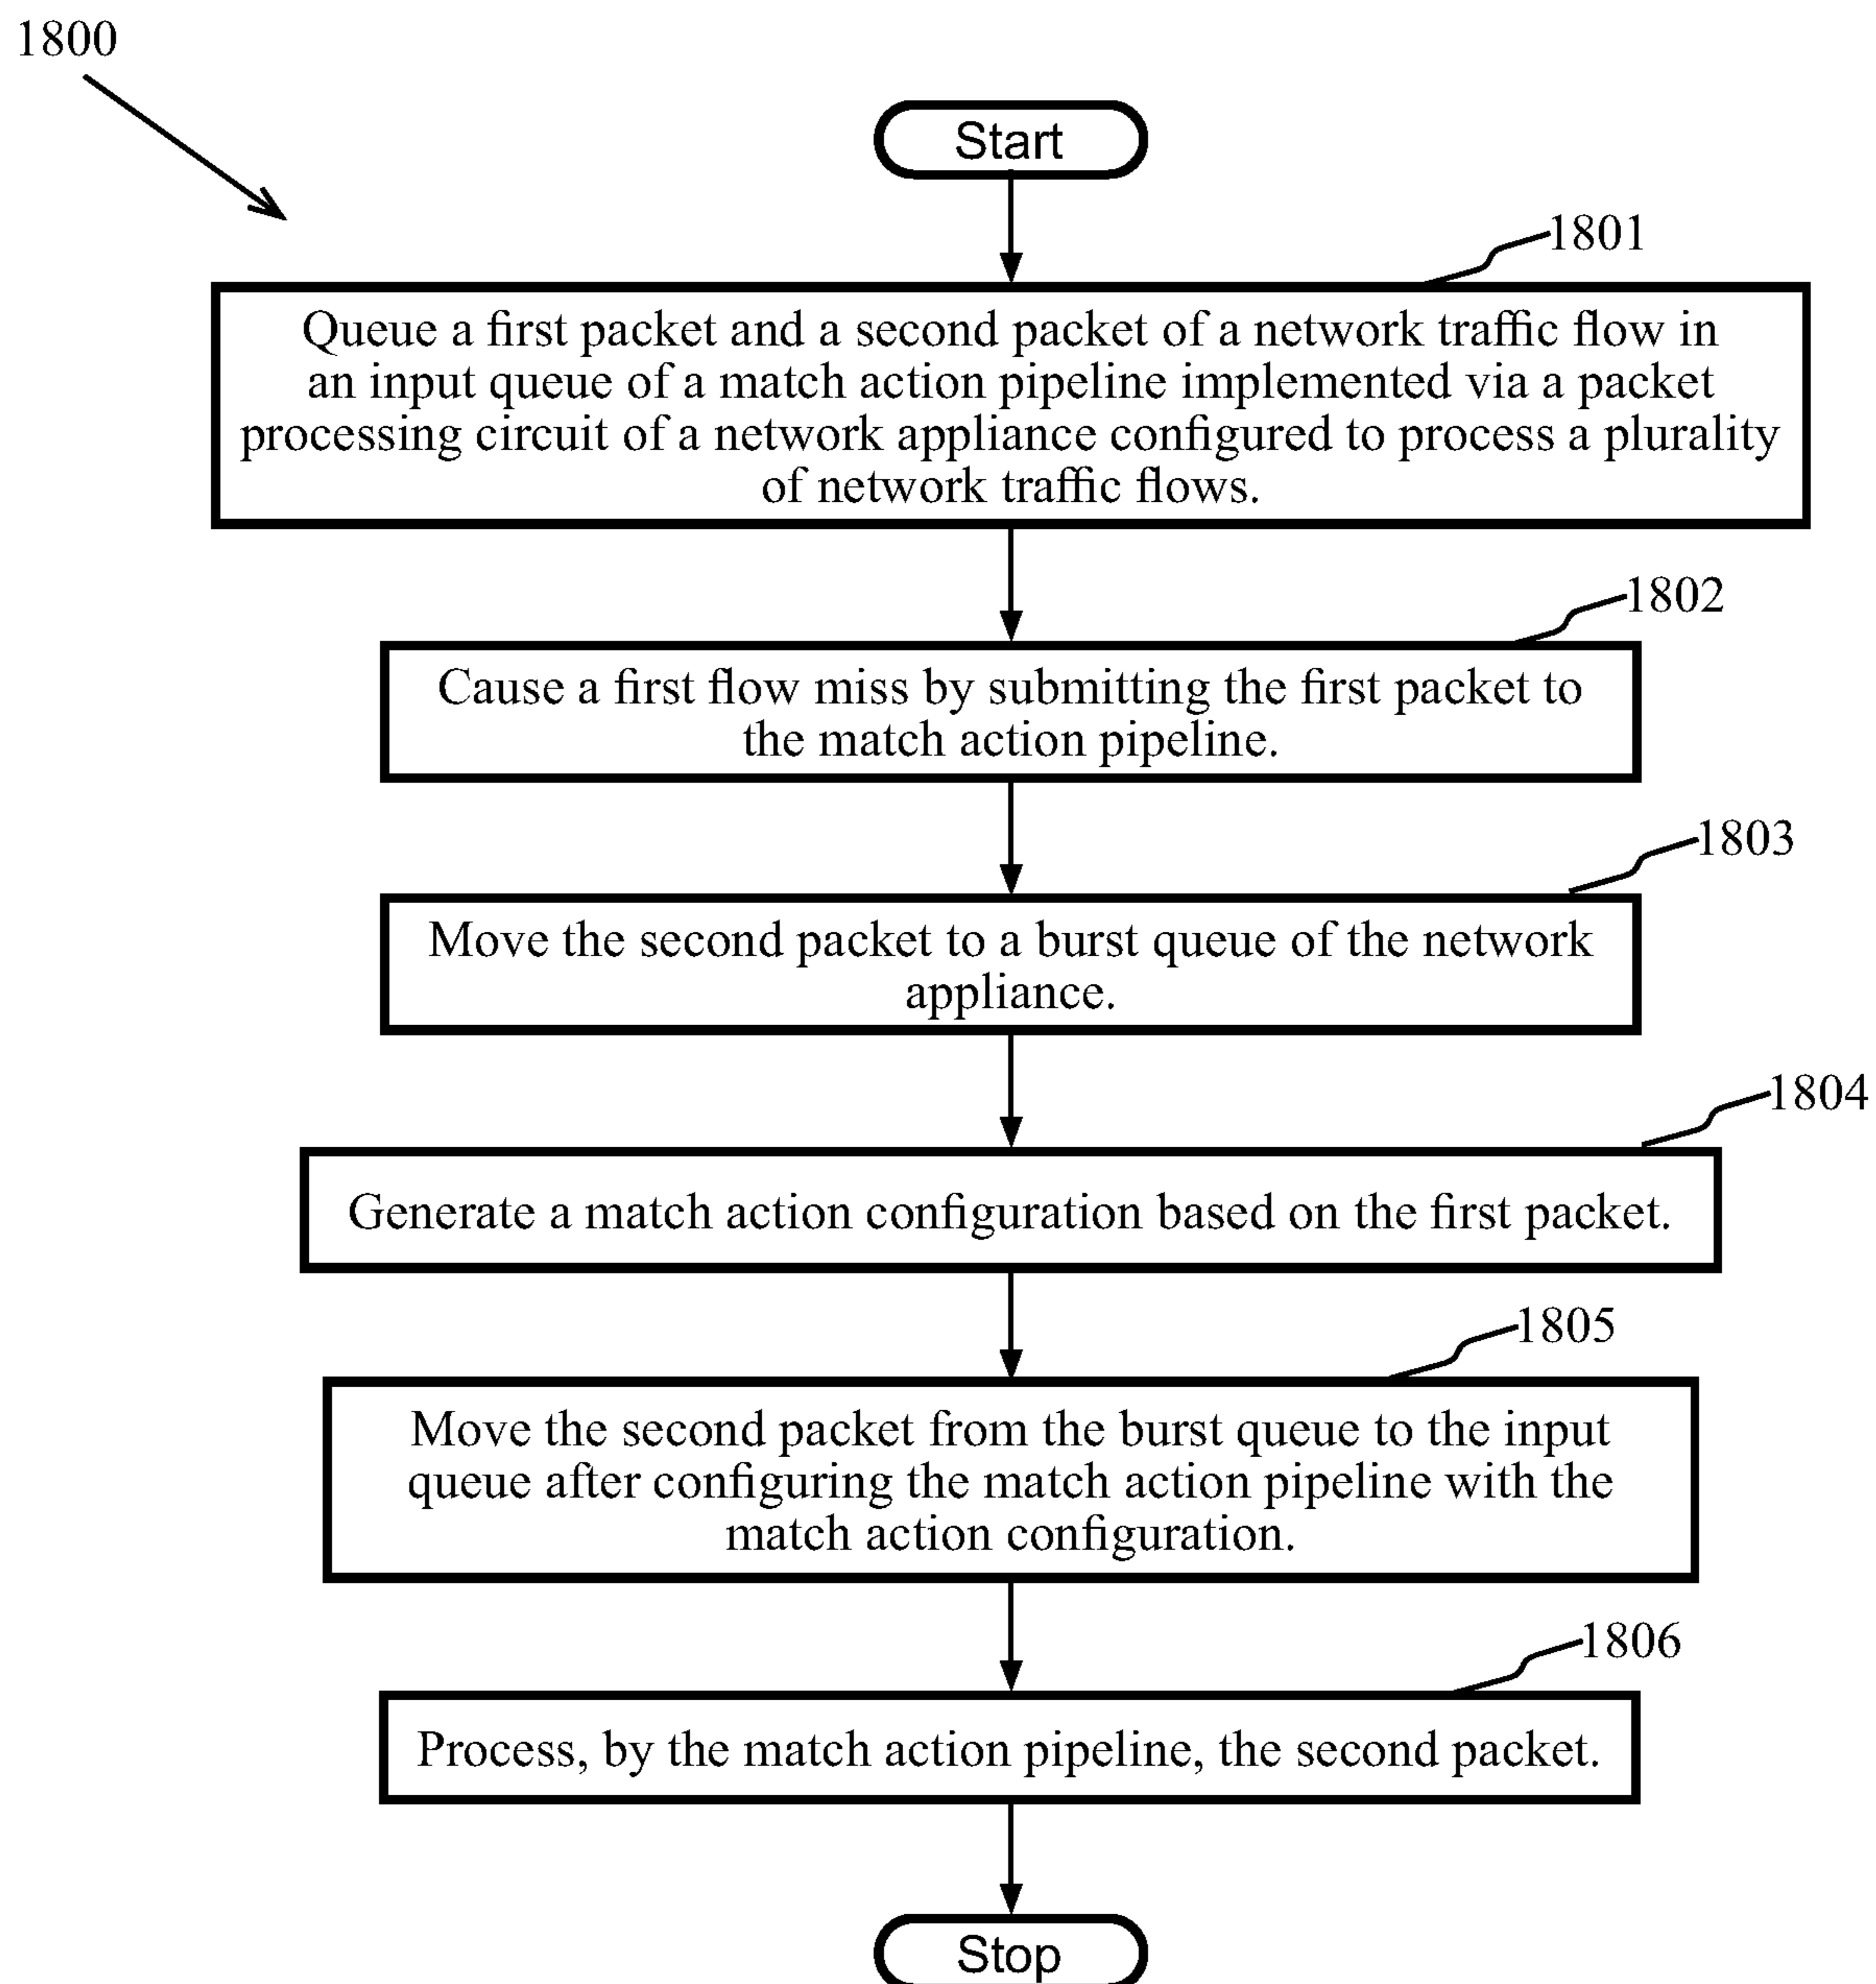 1800
Start
1801
Queue a first packet and a second packet of a network traffic flow in
an input queue of a match action pipeline implemented via a packet
processing circuit of a network appliance configured to process a plurality
of network traffic flows.
1802
Cause a first flow miss by submitting the first packet to
the match action pipeline.
1803
Move the second packet to a burst queue of the network
appliance.
1804
Generate a match action configuration based on the first packet.
1805
Move the second packet from the burst queue to the input
queue after configuring the match action pipeline with the
match action configuration.
1806
Process, by the match action pipeline, the second packet.
Stop